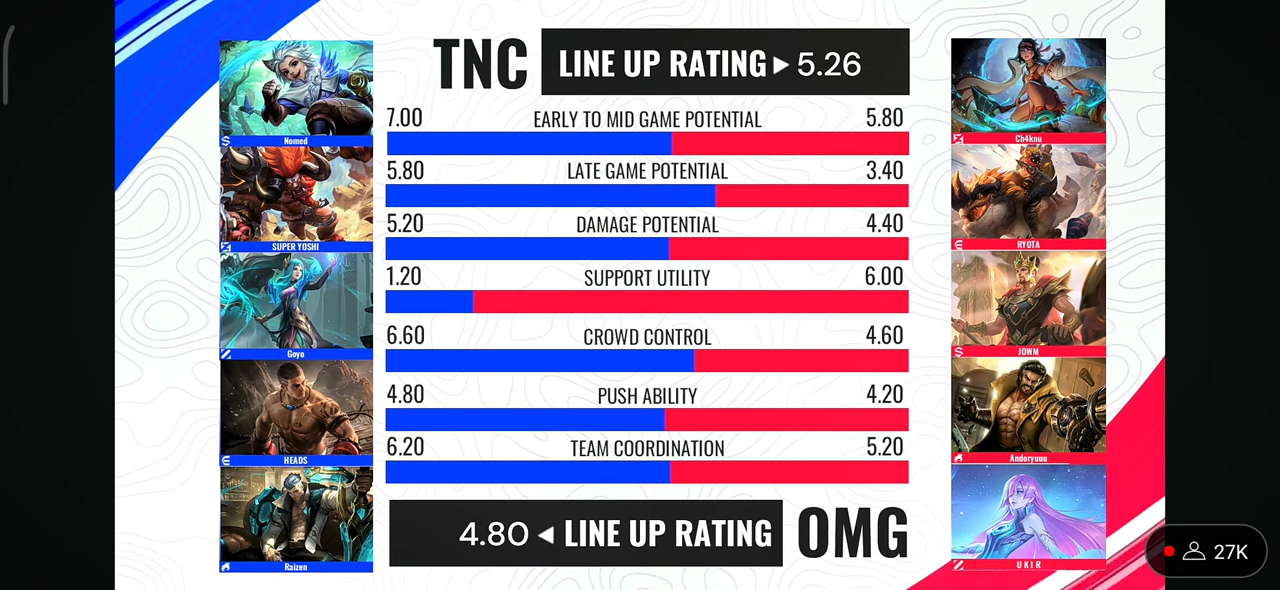 TNC LINE UP RATING ▶ 5.26
7.00 EARLY TO MID GAME POTENTIAL 5.80
5.80 LATE GAME POTENTIAL 3.40
5.20 DAMAGE POTENTIAL 4.40
1.20 SUPPORT UTILITY 6.00
6.60 CROWD CONTROL 4.60
4.80 PUSH ABILITY 4.20
6.20 TEAM COORDINATION 5.20
4.80 ◀ LINE UP RATING OMG
Nomed
SUPER YOSHI
Goyo
HEADS
Raizen
Ch4knu
RYOTA
JOWM
Andoryuuu
UKIR
27K